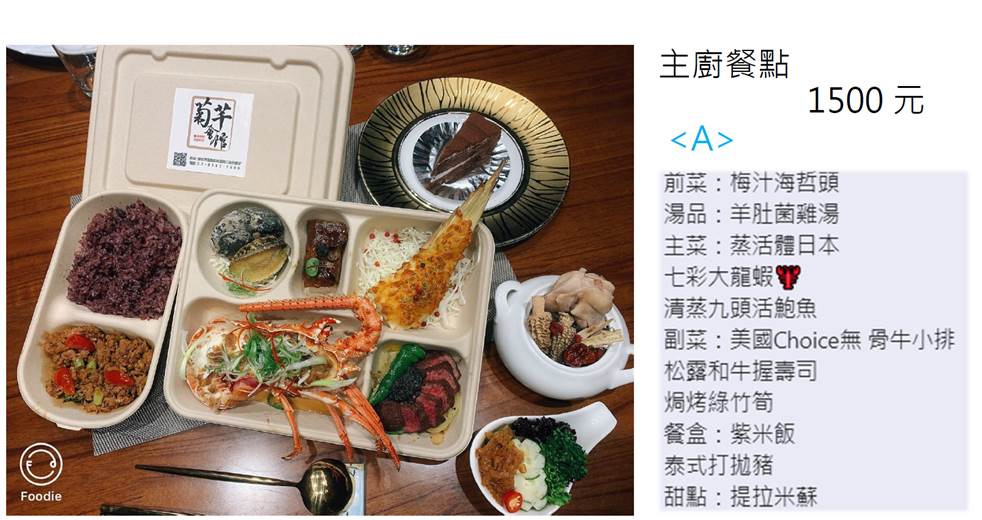 主廚餐點
1500 元
<A>
前菜：梅汁海哲頭
湯品：羊肚菌雞湯
主菜：蒸活體日本
七彩大龍蝦
清蒸九頭活鮑魚
副菜：美國Choice無 骨牛小排
松露和牛握壽司
焗烤綠竹筍
餐盒：紫米飯
泰式打拋豬
甜點：提拉米蘇
菊芊
會館
Foodie